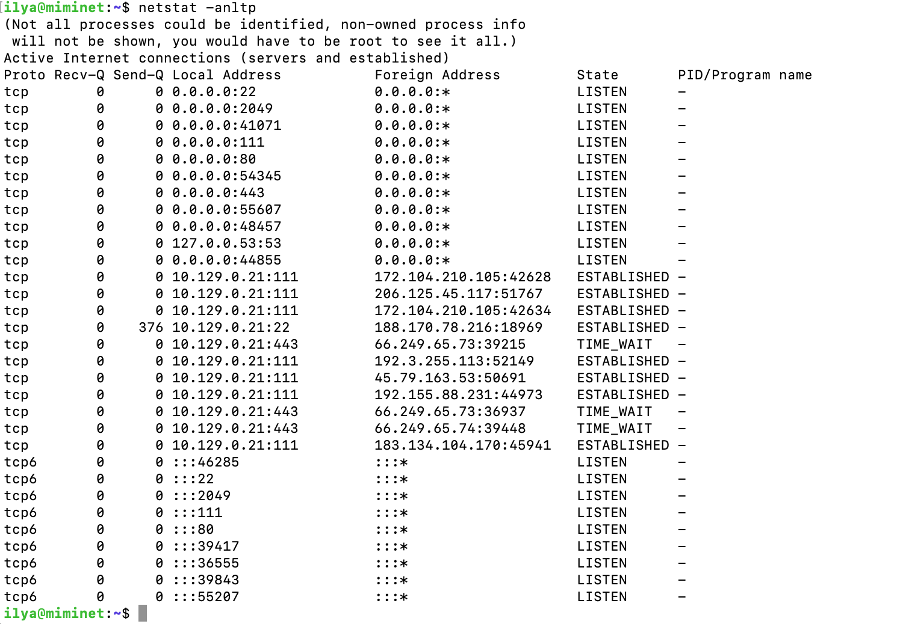 ilya@miminet:~$ netstat -anltp
(Not all processes could be identified, non-owned process info
 will not be shown, you would have to be root to see it all.)
Active Internet connections (servers and established)
Proto Recv-Q Send-Q Local Address           Foreign Address         State       PID/Program name
tcp        0      0 0.0.0.0:22              0.0.0.0:*               LISTEN      -
tcp        0      0 0.0.0.0:2049            0.0.0.0:*               LISTEN      -
tcp        0      0 0.0.0.0:41071           0.0.0.0:*               LISTEN      -
tcp        0      0 0.0.0.0:111             0.0.0.0:*               LISTEN      -
tcp        0      0 0.0.0.0:80              0.0.0.0:*               LISTEN      -
tcp        0      0 0.0.0.0:54345           0.0.0.0:*               LISTEN      -
tcp        0      0 0.0.0.0:443             0.0.0.0:*               LISTEN      -
tcp        0      0 0.0.0.0:55607           0.0.0.0:*               LISTEN      -
tcp        0      0 0.0.0.0:48457           0.0.0.0:*               LISTEN      -
tcp        0      0 127.0.0.53:53           0.0.0.0:*               LISTEN      -
tcp        0      0 0.0.0.0:44855           0.0.0.0:*               LISTEN      -
tcp        0      0 10.129.0.21:111         172.104.210.105:42628   ESTABLISHED -
tcp        0      0 10.129.0.21:111         206.125.45.117:51767    ESTABLISHED -
tcp        0      0 10.129.0.21:111         172.104.210.105:42634   ESTABLISHED -
tcp        0    376 10.129.0.21:22          188.170.78.216:18969    ESTABLISHED -
tcp        0      0 10.129.0.21:443         66.249.65.73:39215      TIME_WAIT   -
tcp        0      0 10.129.0.21:111         192.3.255.113:52149     ESTABLISHED -
tcp        0      0 10.129.0.21:111         45.79.163.53:50691      ESTABLISHED -
tcp        0      0 10.129.0.21:111         192.155.88.231:44973    ESTABLISHED -
tcp        0      0 10.129.0.21:443         66.249.65.73:36937      TIME_WAIT   -
tcp        0      0 10.129.0.21:443         66.249.65.74:39448      TIME_WAIT   -
tcp        0      0 10.129.0.21:111         183.134.104.170:45941   ESTABLISHED -
tcp6       0      0 :::46285                :::*                    LISTEN      -
tcp6       0      0 :::22                   :::*                    LISTEN      -
tcp6       0      0 :::2049                 :::*                    LISTEN      -
tcp6       0      0 :::111                  :::*                    LISTEN      -
tcp6       0      0 :::80                   :::*                    LISTEN      -
tcp6       0      0 :::39417                :::*                    LISTEN      -
tcp6       0      0 :::36555                :::*                    LISTEN      -
tcp6       0      0 :::39843                :::*                    LISTEN      -
tcp6       0      0 :::55207                :::*                    LISTEN      -
ilya@miminet:~$